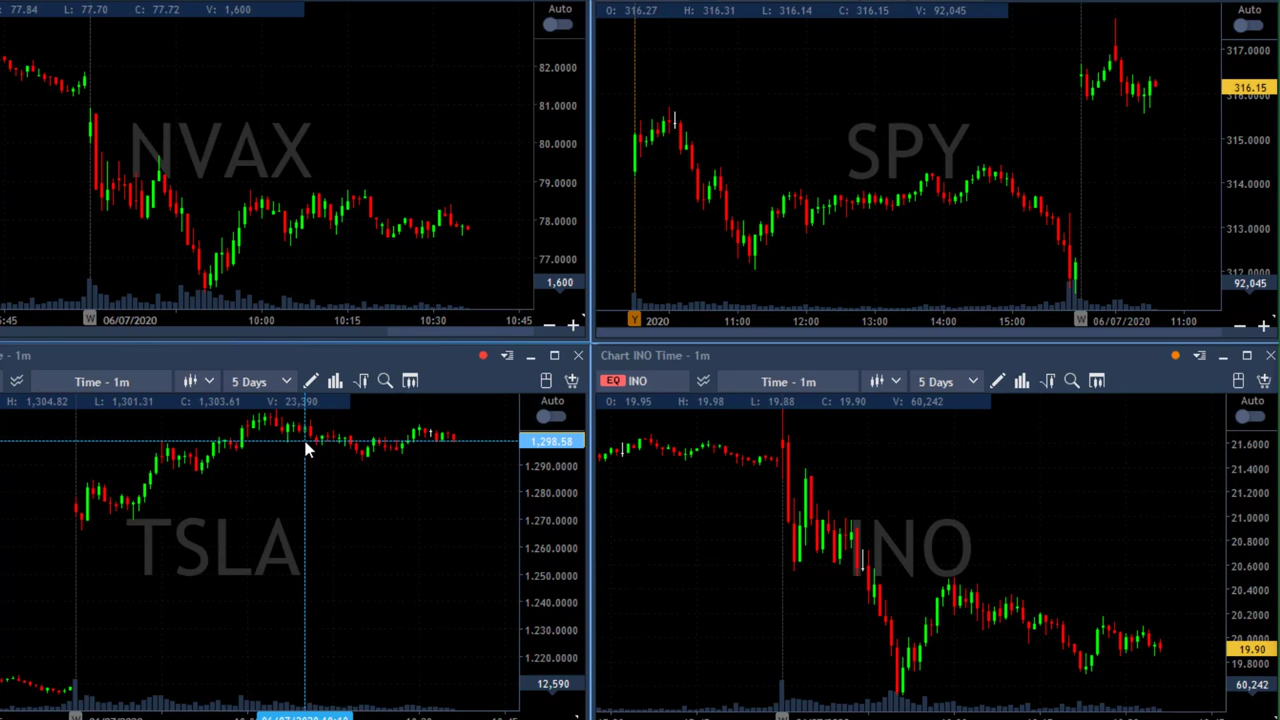 77.84 L: 77.70 C: 77.72 V: 1,600
Auto
82.0000
81.0000
80.0000
79.0000
78.0000
77.0000
1,600
NVAX
5:45 W 06/07/2020 10:00 10:15 10:30 10:45
O: 316.27 H: 316.31 L: 316.14 C: 316.15 V: 92,045
Auto
317.0000
316.15
315.0000
314.0000
313.0000
312.0000
92,045
SPY
Y 2020 11:00 12:00 13:00 14:00 15:00 W 06/07/2020 11:00
e - 1m
Time - 1m 5 Days
H: 1,304.82 L: 1,301.31 C: 1,303.61 V: 23,390
Auto
1,298.58
1,290.0000
1,280.0000
1,270.0000
1,260.0000
1,250.0000
1,240.0000
1,230.0000
1,220.0000
12,590
TSLA
Chart INO Time - 1m
EQ INO Time - 1m 5 Days
O: 19.95 H: 19.98 L: 19.88 C: 19.90 V: 60,242
Auto
21.6000
21.4000
21.2000
21.0000
20.8000
20.6000
20.4000
20.2000
20.0000
19.90
19.8000
60,242
INO